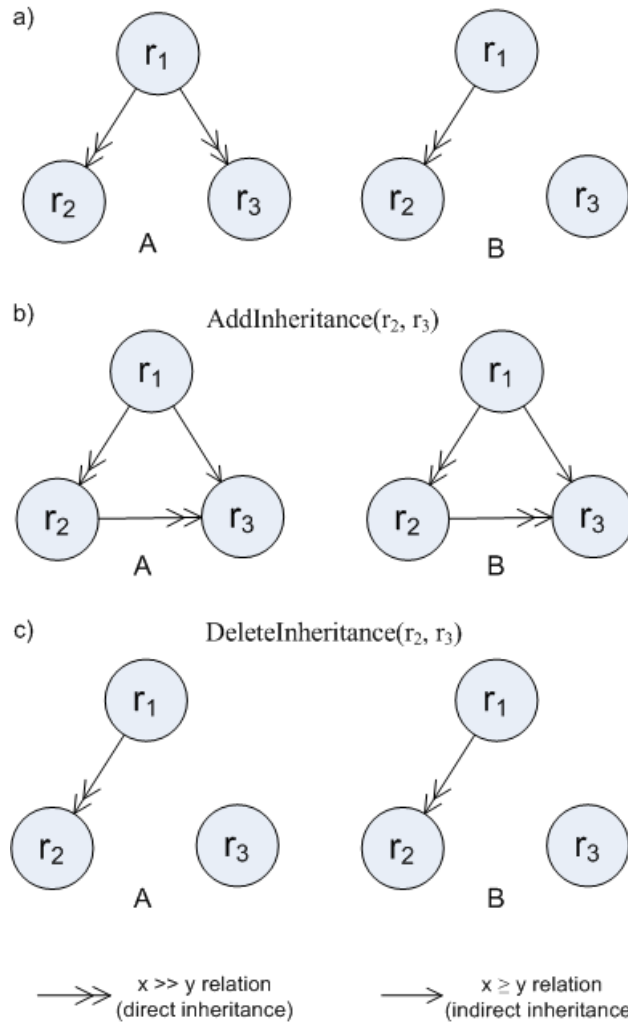 a)
r₁
r₁
r₂
r₃
r₂
r₃
A
B
b)
AddInheritance(r₂, r₃)
r₁
r₁
r₂
r₃
r₂
r₃
A
B
c)
DeleteInheritance(r₂, r₃)
r₁
r₁
r₂
r₃
r₂
r₃
A
B
x >> y relation
(direct inheritance)
x ≥ y relation
(indirect inheritance